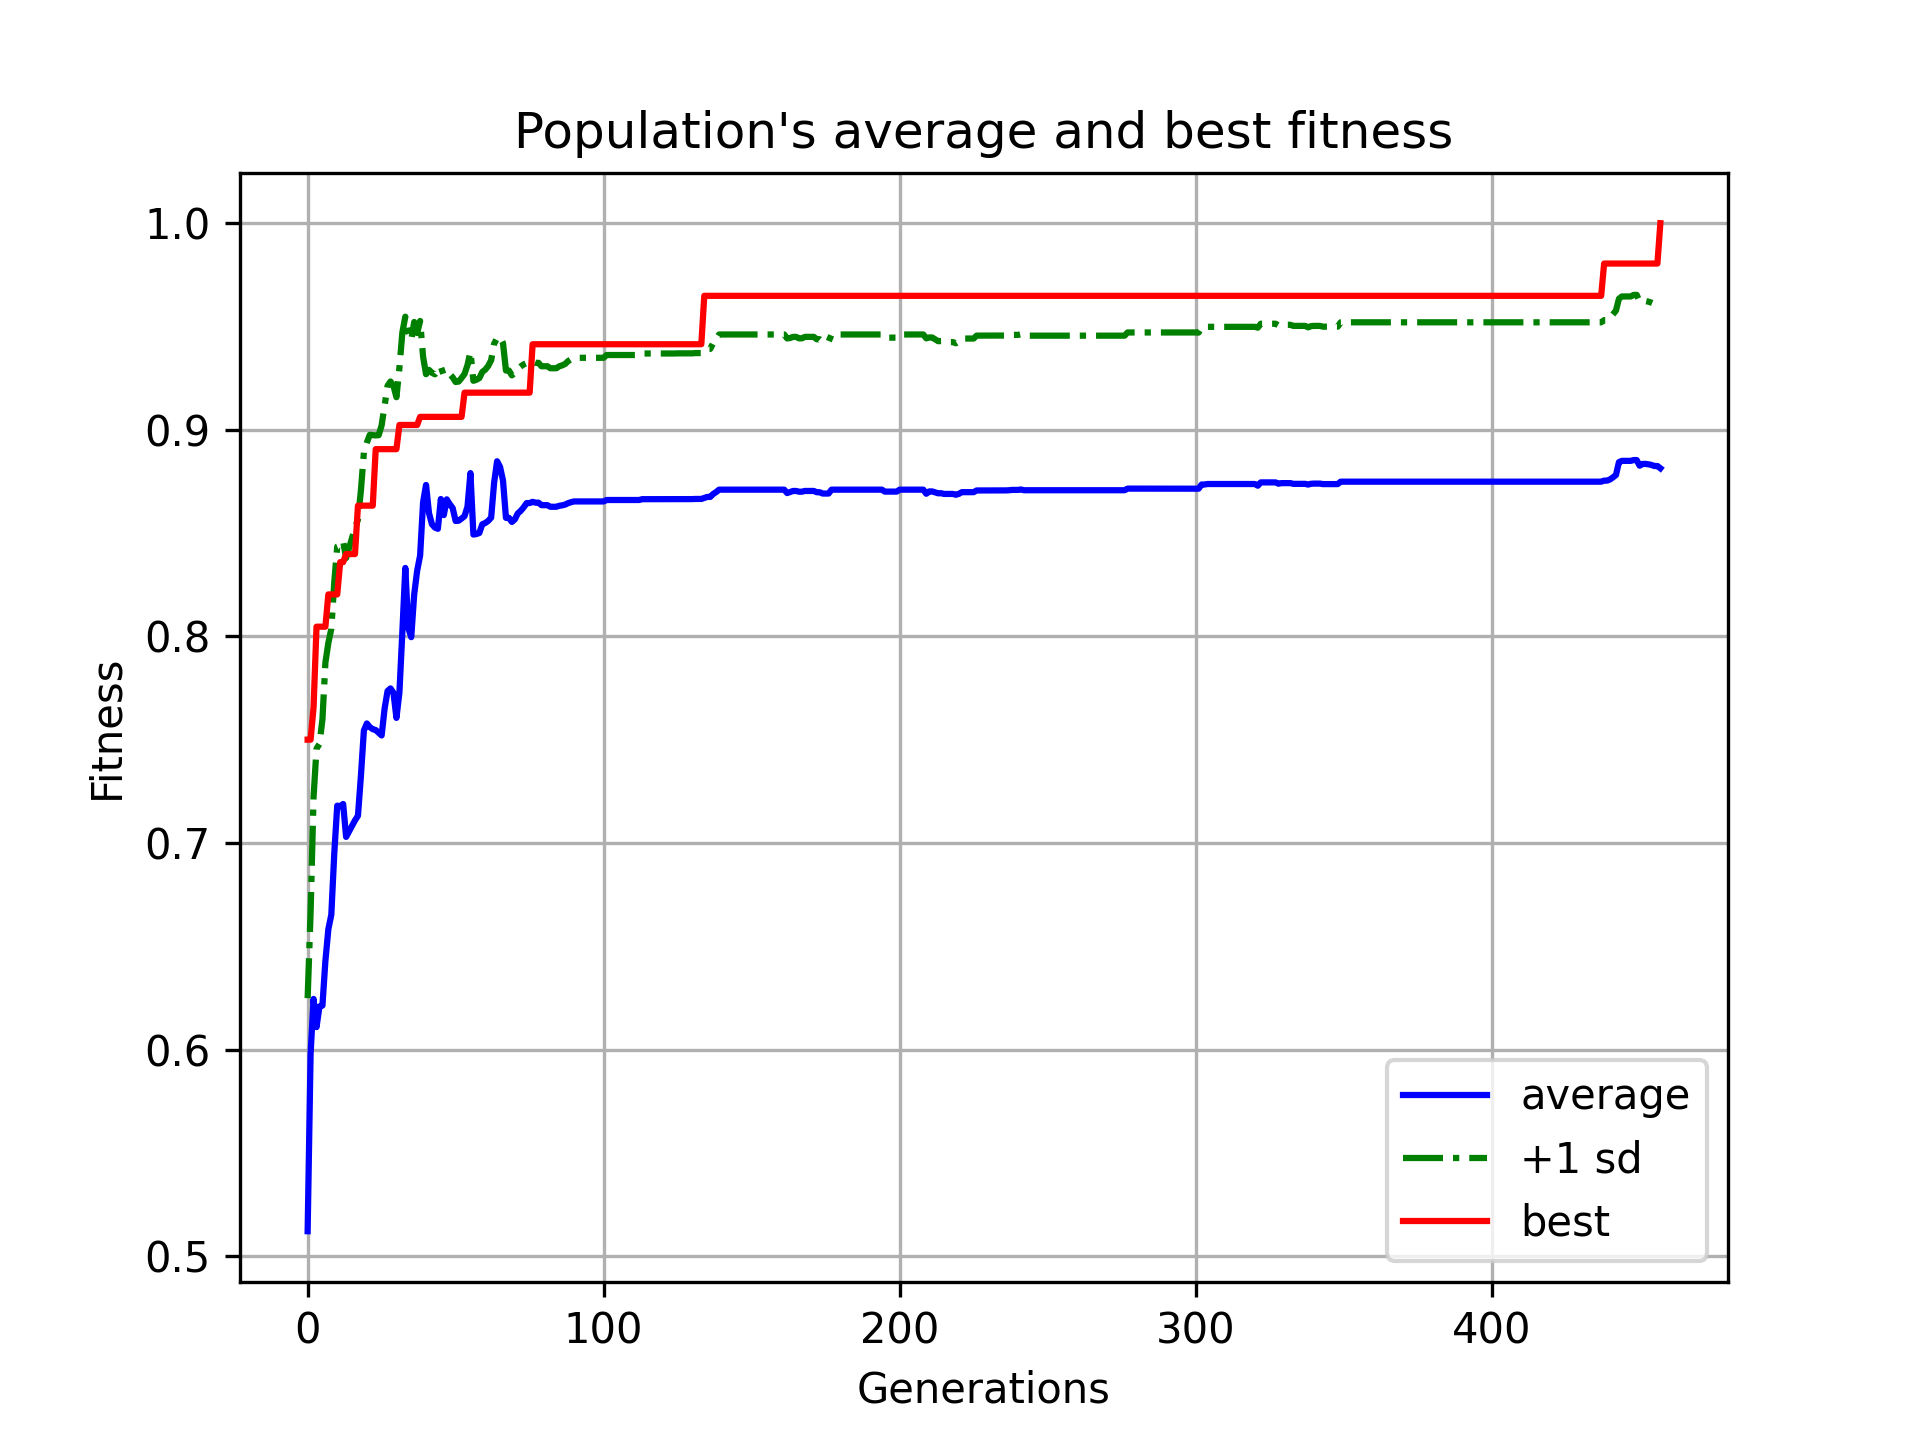 Population's average and best fitness
1.0
0.9
0.8
0.7
0.6
0.5
Fitness
0 100 200 300 400
Generations
average
+1 sd
best